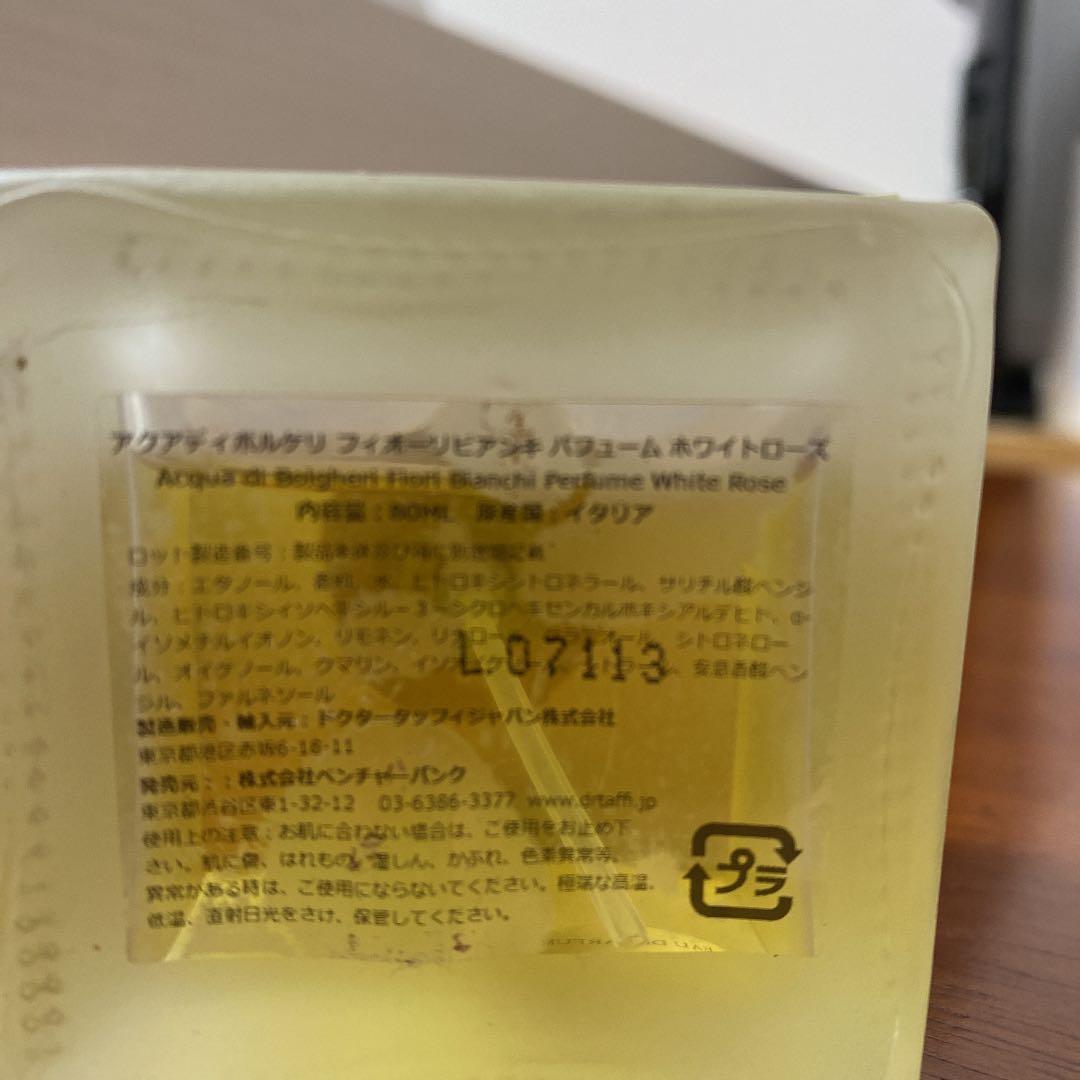 アクアディボルゲリ フィオーリビアンキ パフューム ホワイトローズ
Acqua di Bolgheri Fiori Bianchi Perfume White Rose
内容量：80ML 原産国：イタリア
ロット製造番号：製品本体及び箱に
成分：エタノール、香料、水、ヒドロキシシトロネラール、サリチル酸ベンジ
ル、ヒドロキシイソヘキシル-3-シクロヘキセンカルボキシアルデヒド、α-
イソメチルイオノン、リモネン、シトロネロー
L07113
ル、オイゲノール、クマリン、安息香酸ベン
ジル、ファルネソール
製造販売・輸入元：ドクタータッフィジャパン株式会社
東京都港区赤坂6-18-11
発売元：：株式会社ベンチャーバンク
東京都渋谷区東1-32-12 03-6386-3377 www.drtaffi.jp
使用上の注意：お肌に合わない場合は、ご使用をお止め下
さい。肌に傷、はれもの、湿しん、かぶれ、色素異常等、
異常がある時は、ご使用にならないでください。極端な高温、
低温、直射日光をさけ、保管してください。
プラ